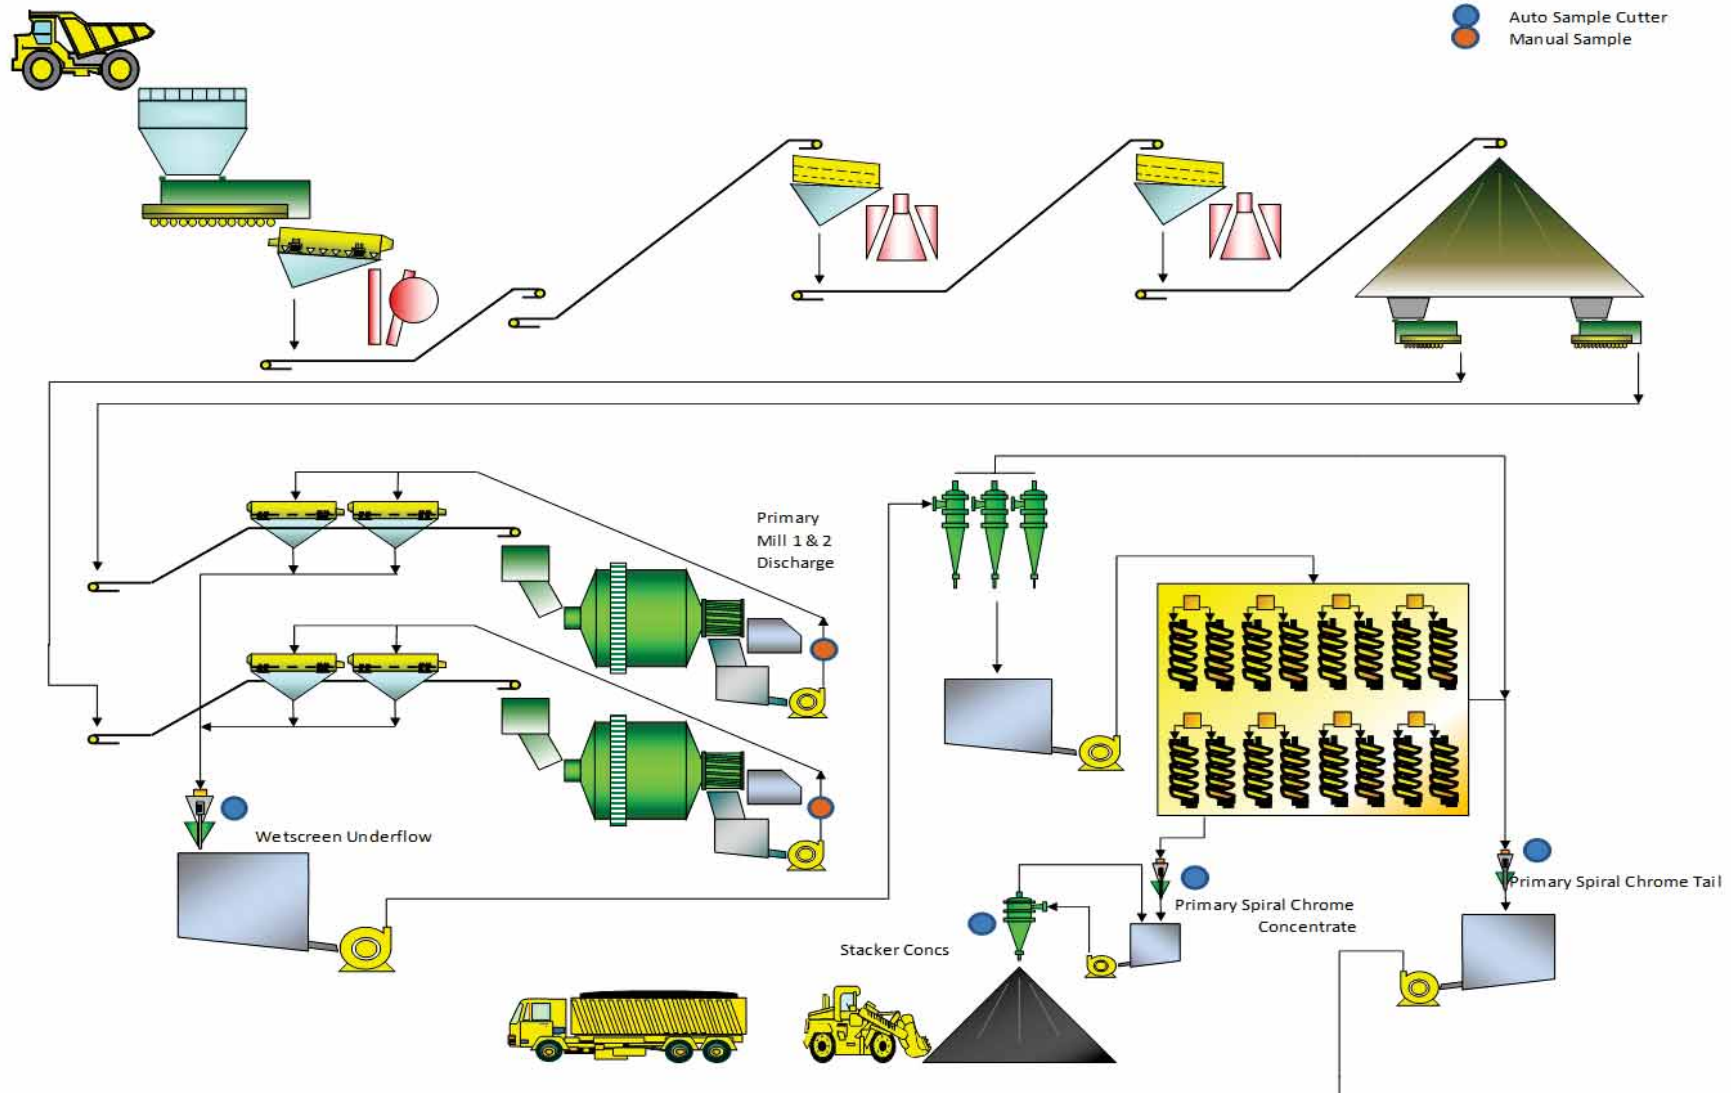 Auto Sample Cutter
Manual Sample
Primary
Mill 1 & 2
Discharge
Wetscreen Underflow
Primary Spiral Chrome Tail
Primary Spiral Chrome
Concentrate
Stacker Concs